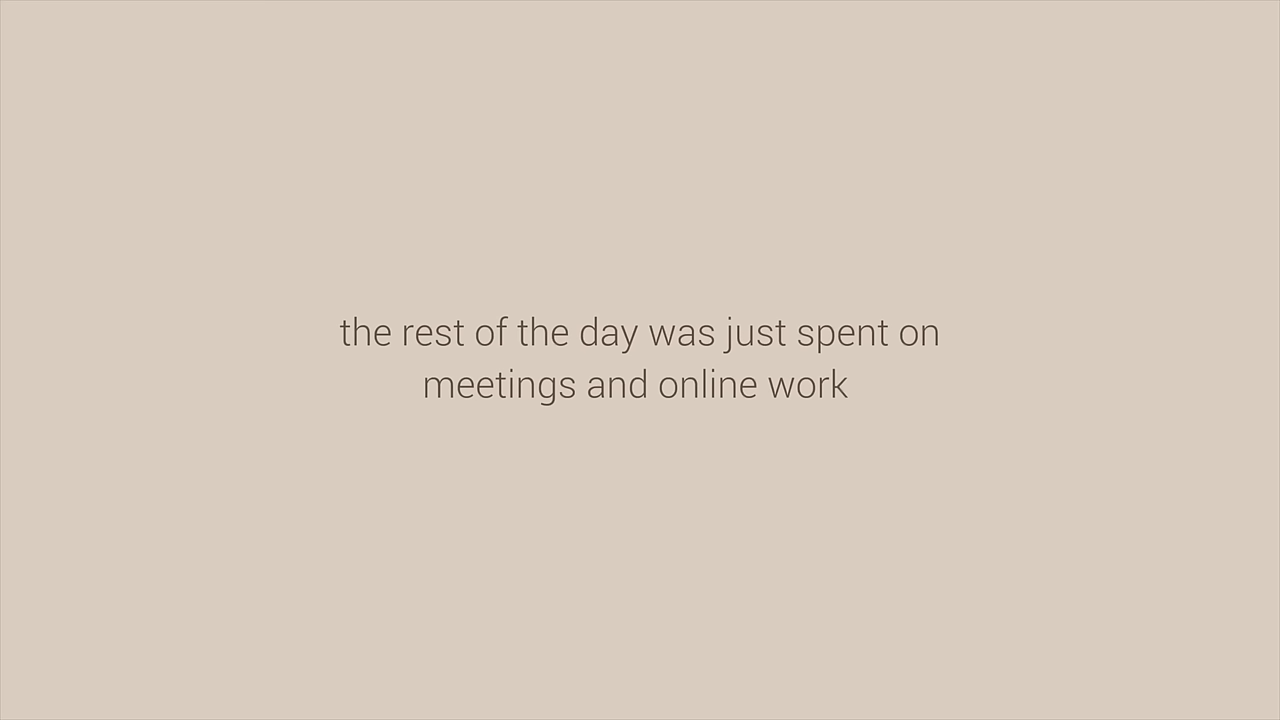 the rest of the day was just spent on
meetings and online work